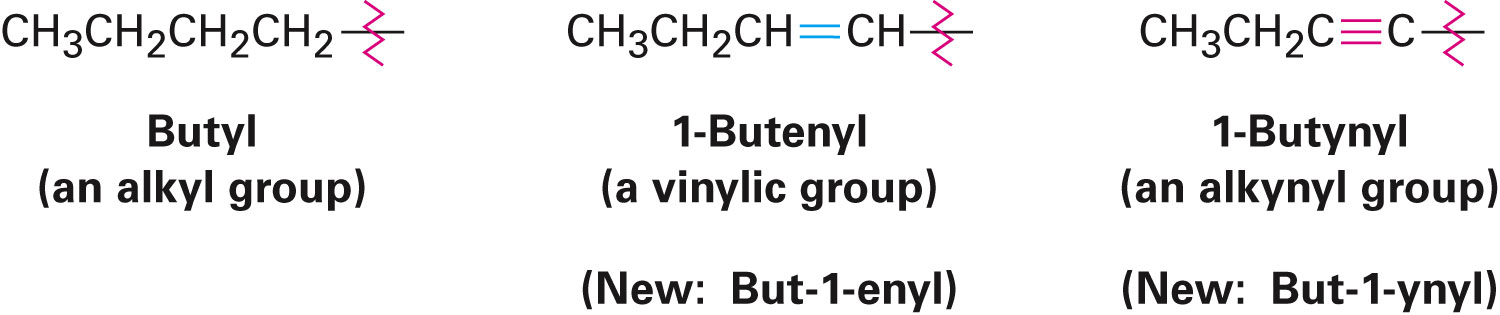 CH₃CH₂CH₂CH₂ CH₃CH₂CH=CH CH₃CH₂C≡C
Butyl 1-Butenyl 1-Butynyl
(an alkyl group) (a vinylic group) (an alkynyl group)
(New: But-1-enyl) (New: But-1-ynyl)